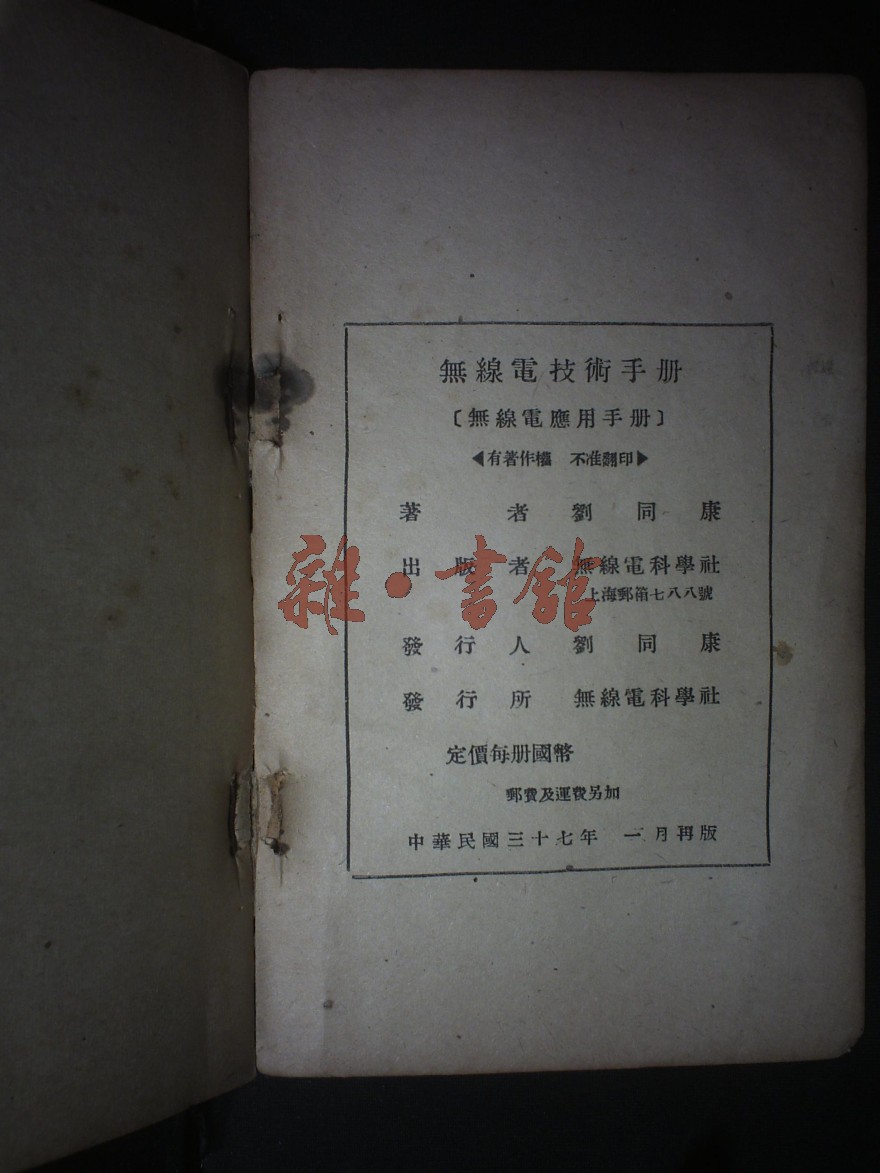 無線電技術手册
〔無線電應用手册〕
◀有著作權 不准翻印▶
著者 劉同康
出版者 無線電科學社
上海郵箱七八八號
發行人 劉同康
發行所 無線電科學社
定價每册國幣
郵費及運費另加
中華民國三十七年 一月再版
雜·書館